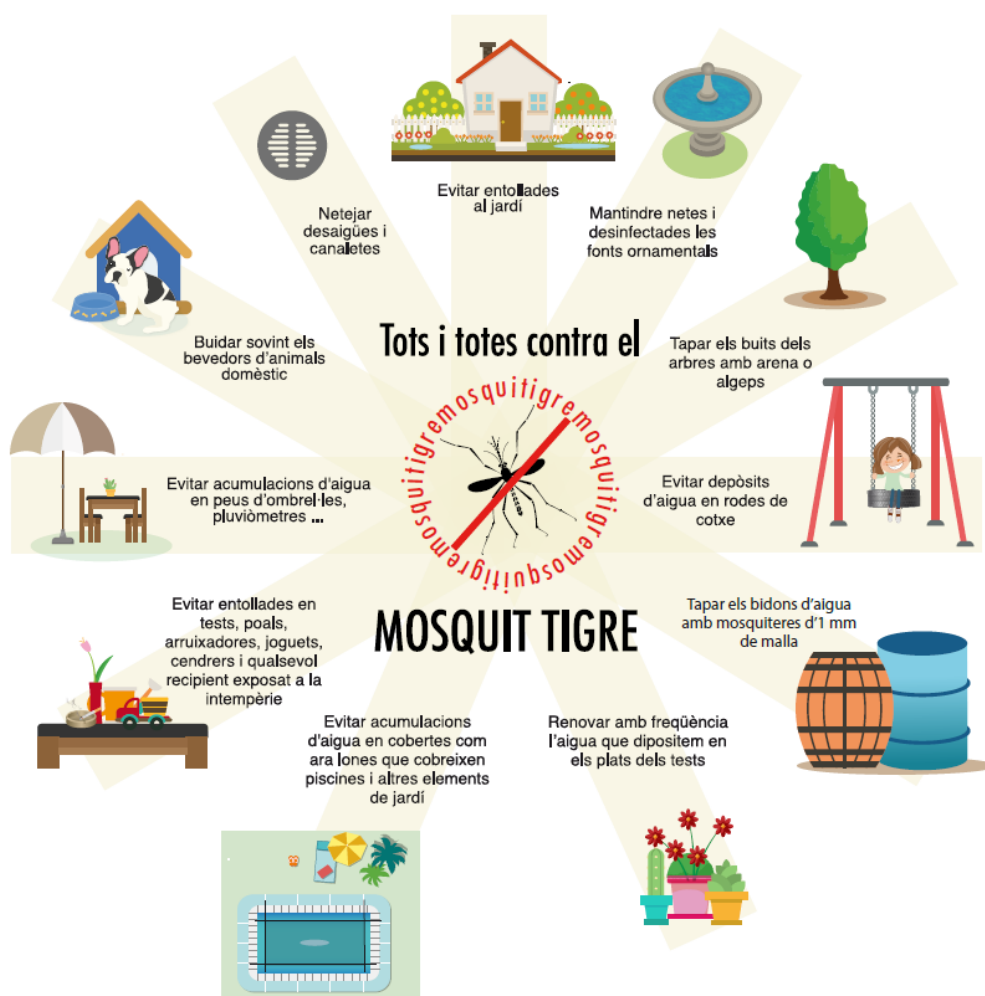 Evitar entollades
al jardí
Netejar
desaigües i
canaletes
Mantindre netes i
desinfectades les
fonts ornamentals
Buidar sovint els
bevedors d'animals
domèstic
Tots i totes contra el
Tapar els buits dels
arbres amb arena o
algeps
mosquitigremosquitigremosquitigremosquitigre
Evitar acumulacions d'aigua
en peus d'ombrel·les,
pluviòmetres ...
Evitar depòsits
d'aigua en rodes de
cotxe
MOSQUIT TIGRE
Evitar entollades en
tests, poals,
arruixadores, joguets,
cendrers i qualsevol
recipient exposat a la
intempèrie
Tapar els bidons d'aigua
amb mosquiteres d'1 mm
de malla
Evitar acumulacions
d'aigua en cobertes com
ara lones que cobreixen
piscines i altres elements
de jardí
Renovar amb freqüència
l'aigua que dipositem en
els plats dels tests